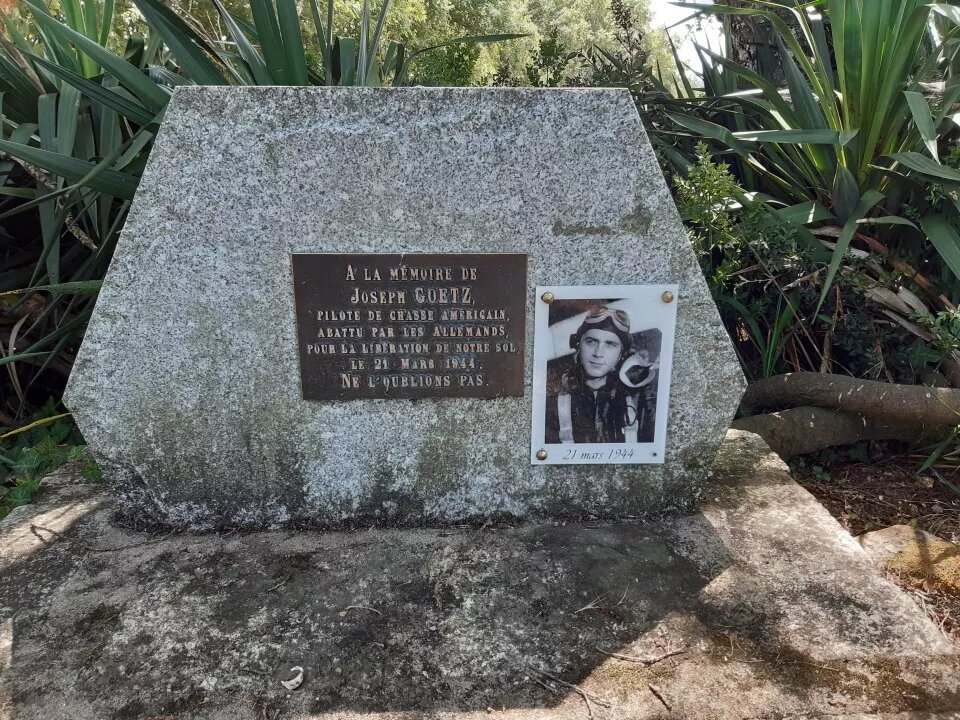 A LA MÉMOIRE DE
JOSEPH GOETZ,
PILOTE DE CHASSE AMÉRICAIN,
ABATTU PAR LES ALLEMANDS,
POUR LA LIBÉRATION DE NOTRE SOL
LE 21 MARS 1944.
NE L'OUBLIONS PAS.
21 mars 1944